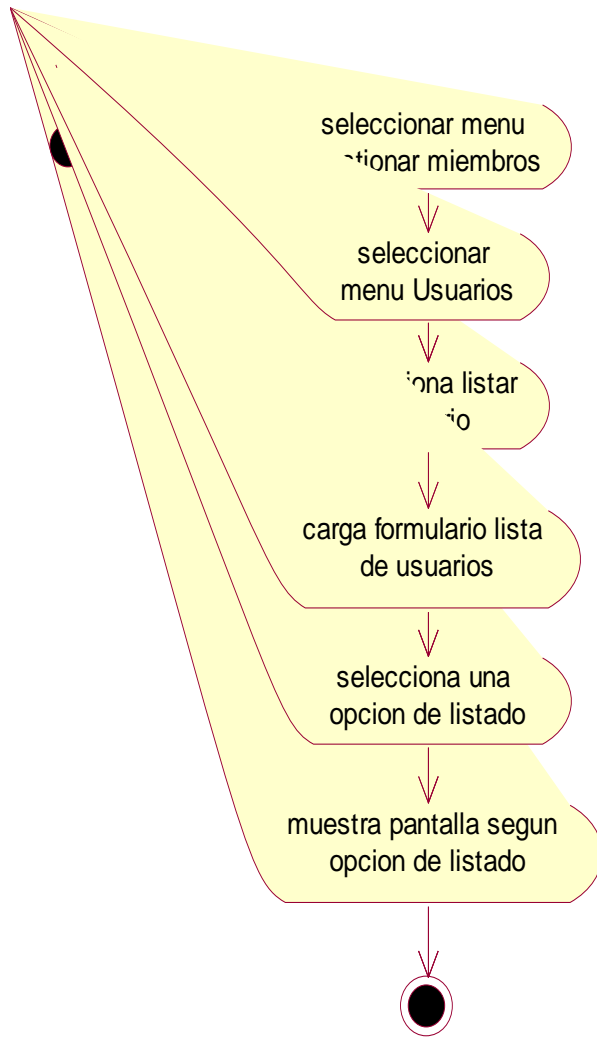 seleccionar menu
miembros
seleccionar
menu Usuarios
listar
carga formulario lista
de usuarios
selecciona una
opcion de listado
muestra pantalla segun
opcion de listado